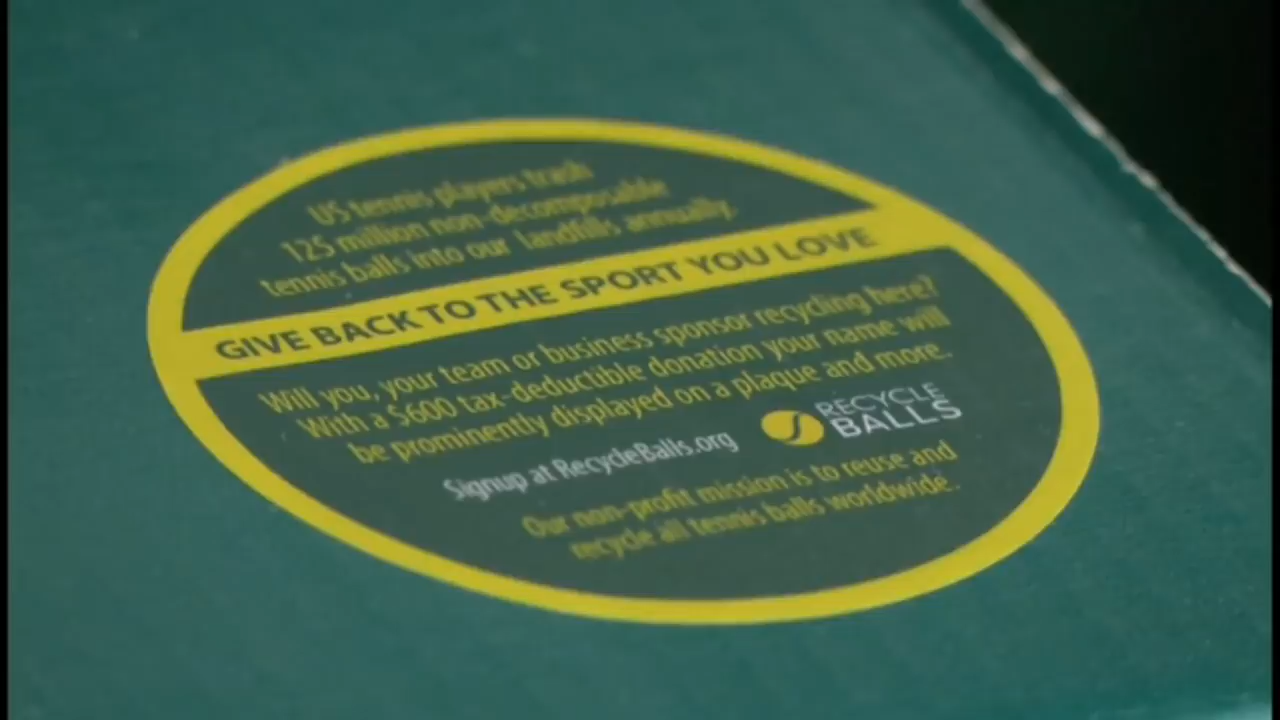 US tennis players trash
125 million non-decomposable
tennis balls into our landfills annually.
GIVE BACK TO THE SPORT YOU LOVE
Will you, your team or business sponsor recycling here?
With a $600 tax-deductible donation your name will
be prominently displayed on a plaque and more.
Signup at RecycleBalls.org
RECYCLE
BALLS
Our non-profit mission is to reuse and
recycle all tennis balls worldwide.